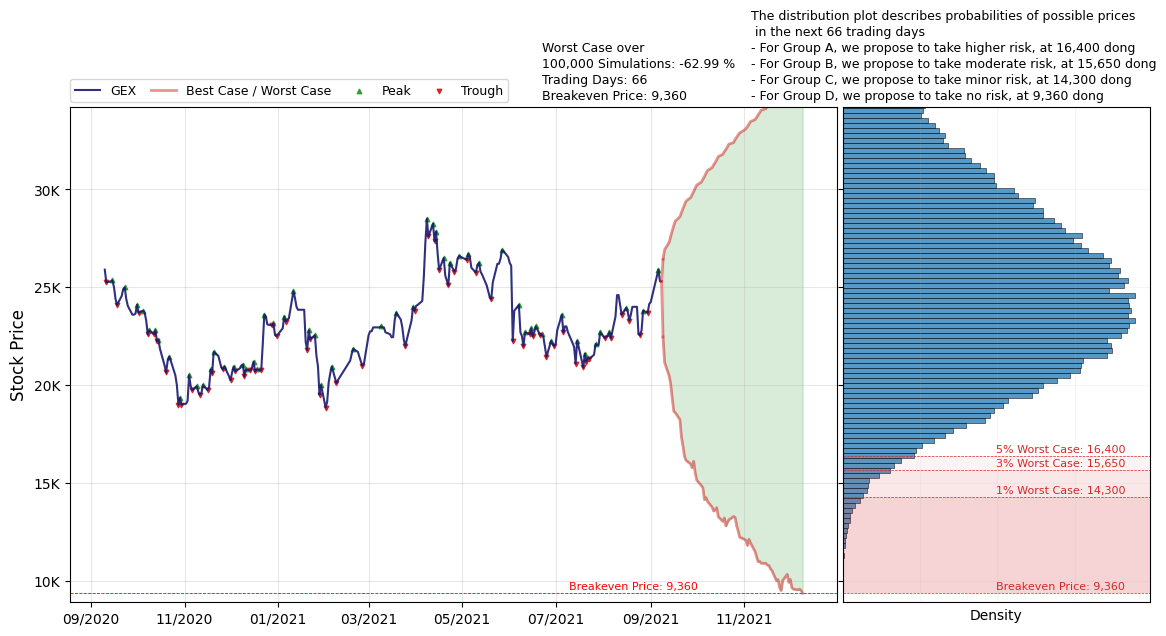 The distribution plot describes probabilities of possible prices
in the next 66 trading days
- For Group A, we propose to take higher risk, at 16,400 dong
- For Group B, we propose to take moderate risk, at 15,650 dong
- For Group C, we propose to take minor risk, at 14,300 dong
- For Group D, we propose to take no risk, at 9,360 dong
Worst Case over
100,000 Simulations: -62.99 %
Trading Days: 66
Breakeven Price: 9,360
GEX Best Case / Worst Case Peak Trough
Stock Price
30K
25K
20K
15K
10K
Breakeven Price: 9,360
09/2020 11/2020 01/2021 03/2021 05/2021 07/2021 09/2021 11/2021
5% Worst Case: 16,400
3% Worst Case: 15,650
1% Worst Case: 14,300
Breakeven Price: 9,360
Density